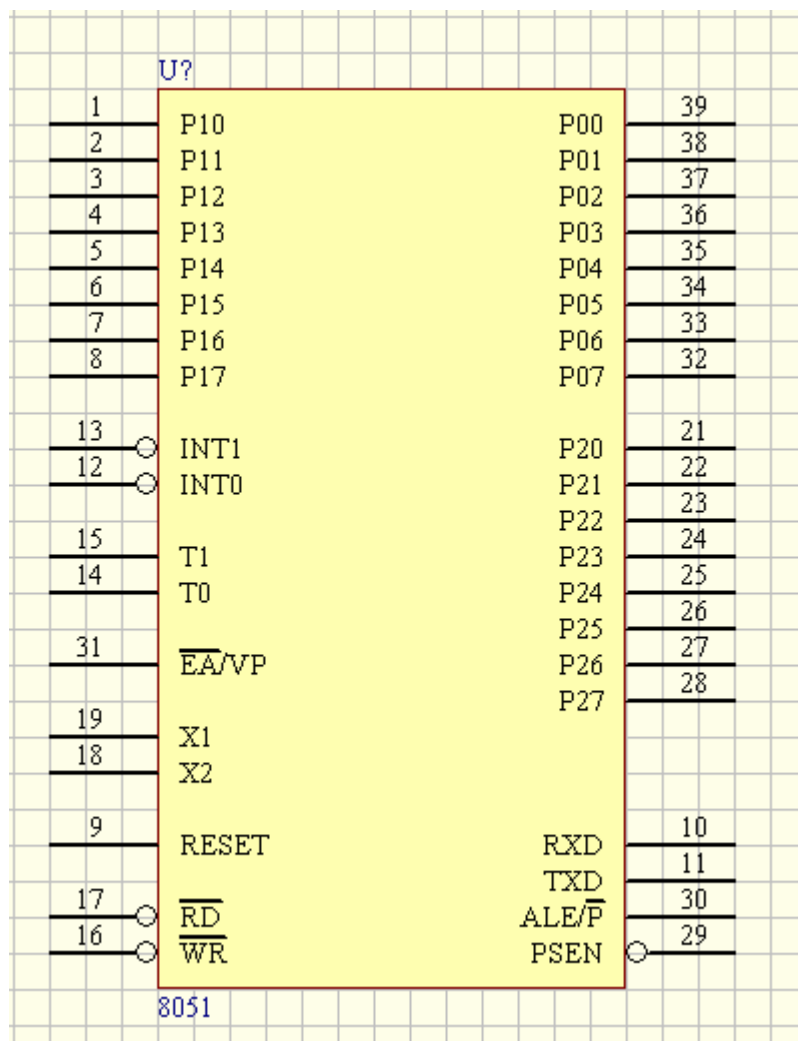 U?
1 P10 P00 39
2 P11 P01 38
3 P12 P02 37
4 P13 P03 36
5 P14 P04 35
6 P15 P05 34
7 P16 P06 33
8 P17 P07 32
13 INT1 P20 21
12 INT0 P21 22
P22 23
15 T1 P23 24
14 T0 P24 25
P25 26
31 E̅A̅/VP P26 27
P27 28
19 X1
18 X2
9 RESET RXD 10
TXD 11
17 R̅D̅ ALE/P̅ 30
16 W̅R̅ PSEN 29
8051